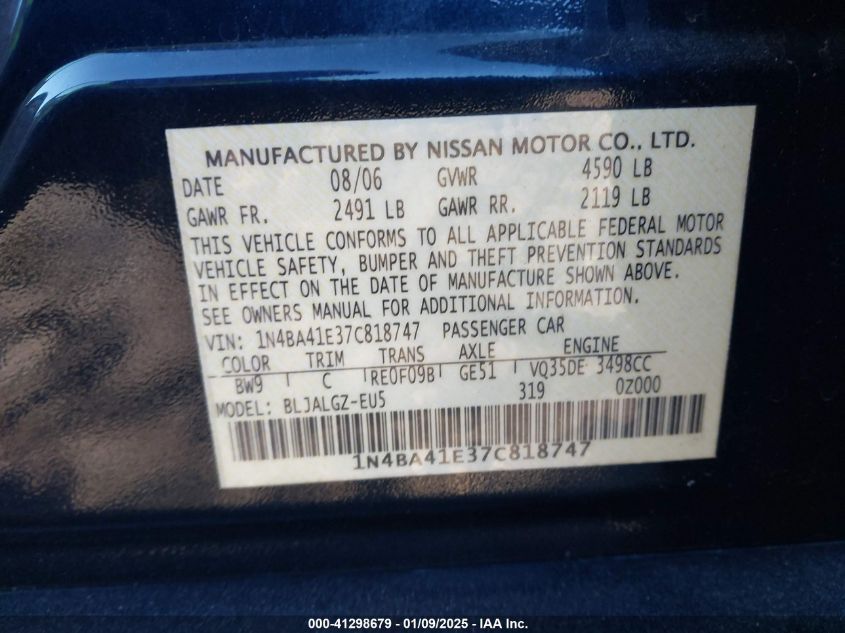 MANUFACTURED BY NISSAN MOTOR CO., LTD.
DATE 08/06 GVWR 4590 LB
GAWR FR. 2491 LB GAWR RR. 2119 LB
THIS VEHICLE CONFORMS TO ALL APPLICABLE FEDERAL MOTOR
VEHICLE SAFETY, BUMPER AND THEFT PREVENTION STANDARDS
IN EFFECT ON THE DATE OF MANUFACTURE SHOWN ABOVE.
SEE OWNERS MANUAL FOR ADDITIONAL INFORMATION.
VIN: 1N4BA41E37C818747 PASSENGER CAR
COLOR TRIM TRANS AXLE ENGINE
BW9 C RE0F09B GE51 VQ35DE 3498CC
MODEL: BLJALGZ-EU5 319 0Z000
1N4BA41E37C818747
000-41298679 - 01/09/2025 - IAA Inc.